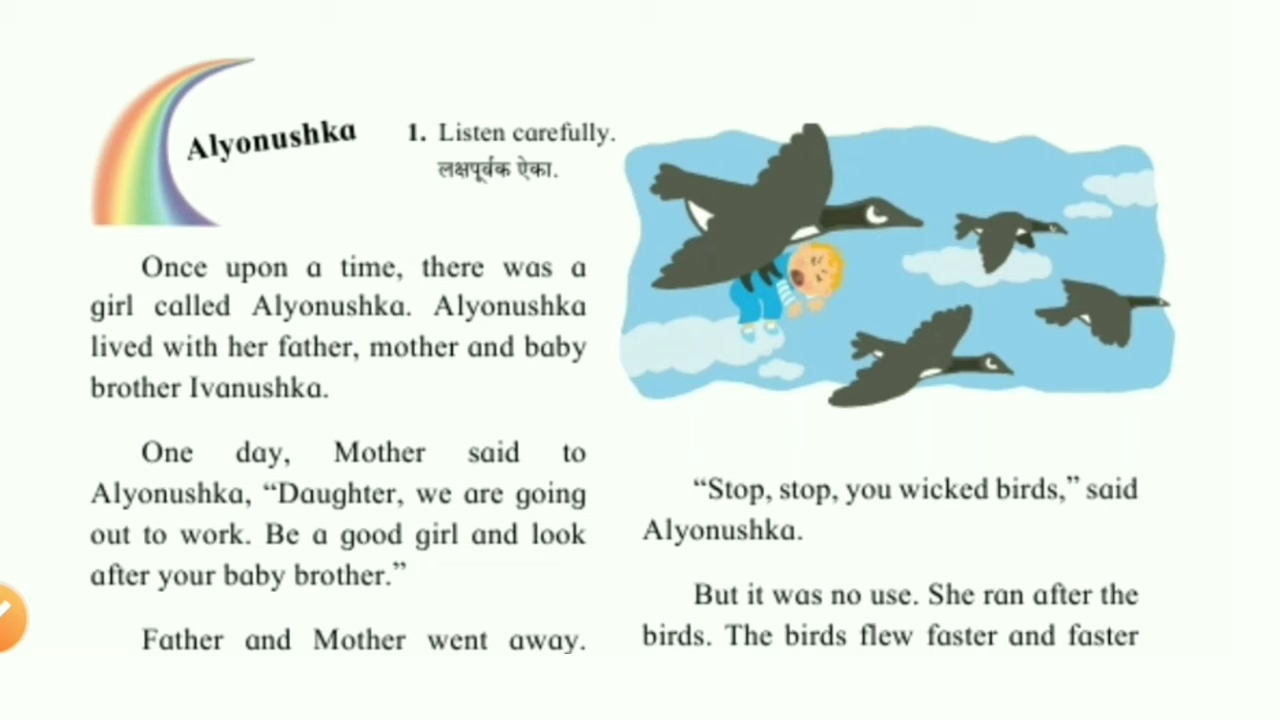 Alyonushka
1. Listen carefully.
लक्षपूर्वक ऐका.
Once upon a time, there was a
girl called Alyonushka. Alyonushka
lived with her father, mother and baby
brother Ivanushka.
One day, Mother said to
Alyonushka, “Daughter, we are going
out to work. Be a good girl and look
after your baby brother.”
Father and Mother went away.
“Stop, stop, you wicked birds,” said
Alyonushka.
But it was no use. She ran after the
birds. The birds flew faster and faster